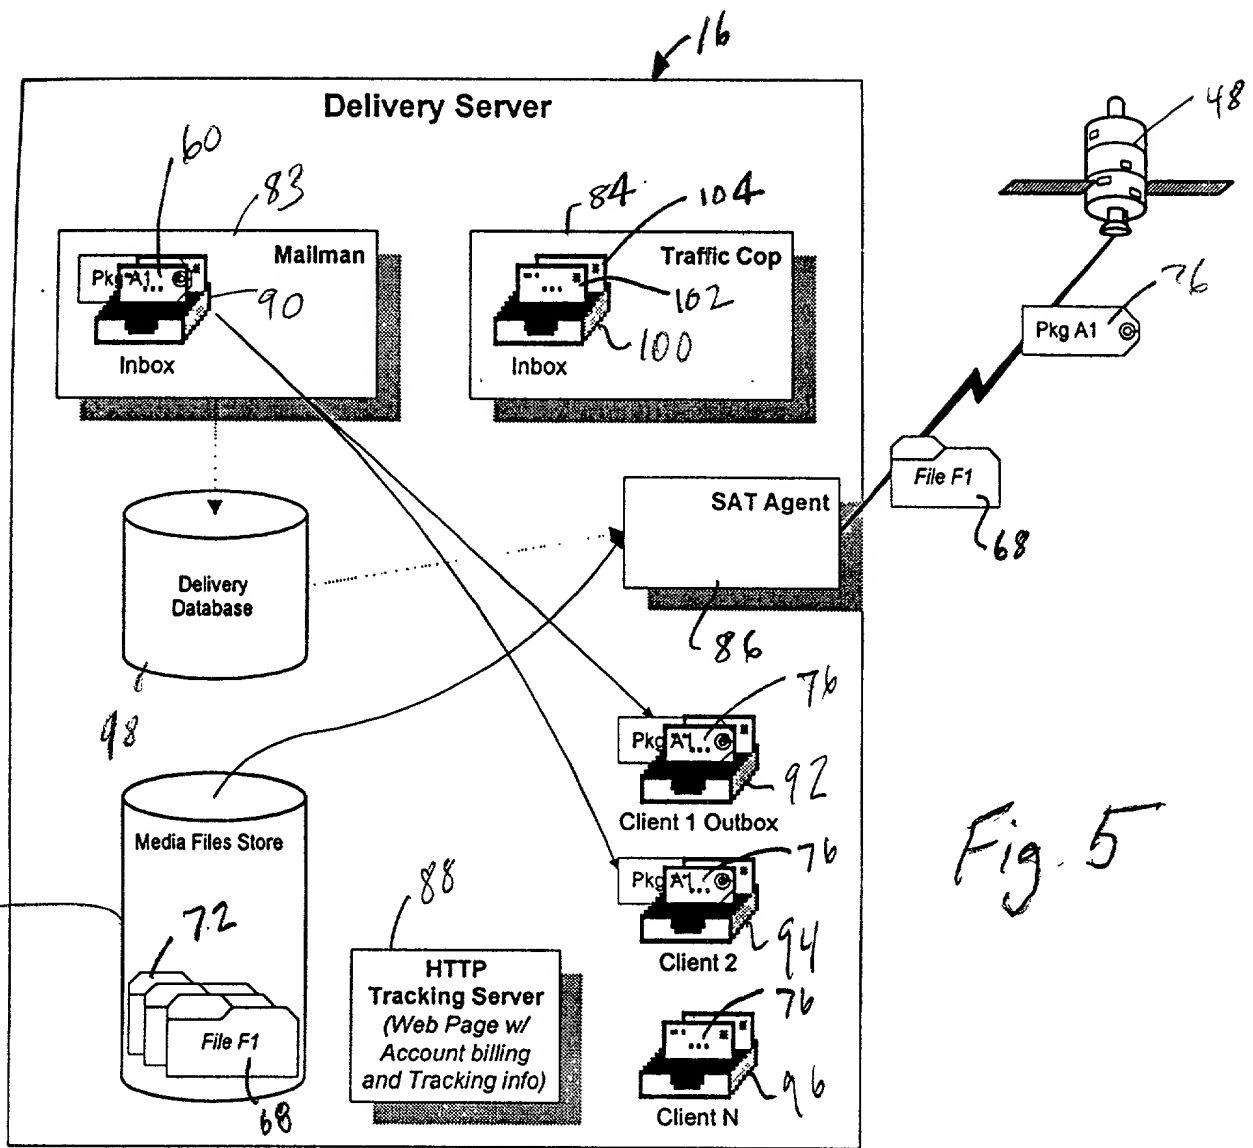 16
Delivery Server
48
60
83
84
104
Mailman
Pkg A1
90
Inbox
Traffic Cop
102
100
Inbox
76
Pkg A1
File F1
68
SAT Agent
86
Delivery
Database
98
76
Pkg A1
92
Client 1 Outbox
76
Pkg A1
94
Client 2
76
96
Client N
Media Files Store
72
File F1
68
88
HTTP
Tracking Server
(Web Page w/
Account billing
and Tracking info)
Fig. 5